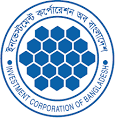 ইনভেস্টমেন্ট কর্পোরেশন অব বাংলাদেশ
INVESTMENT CORPORATION OF BANGLADESH